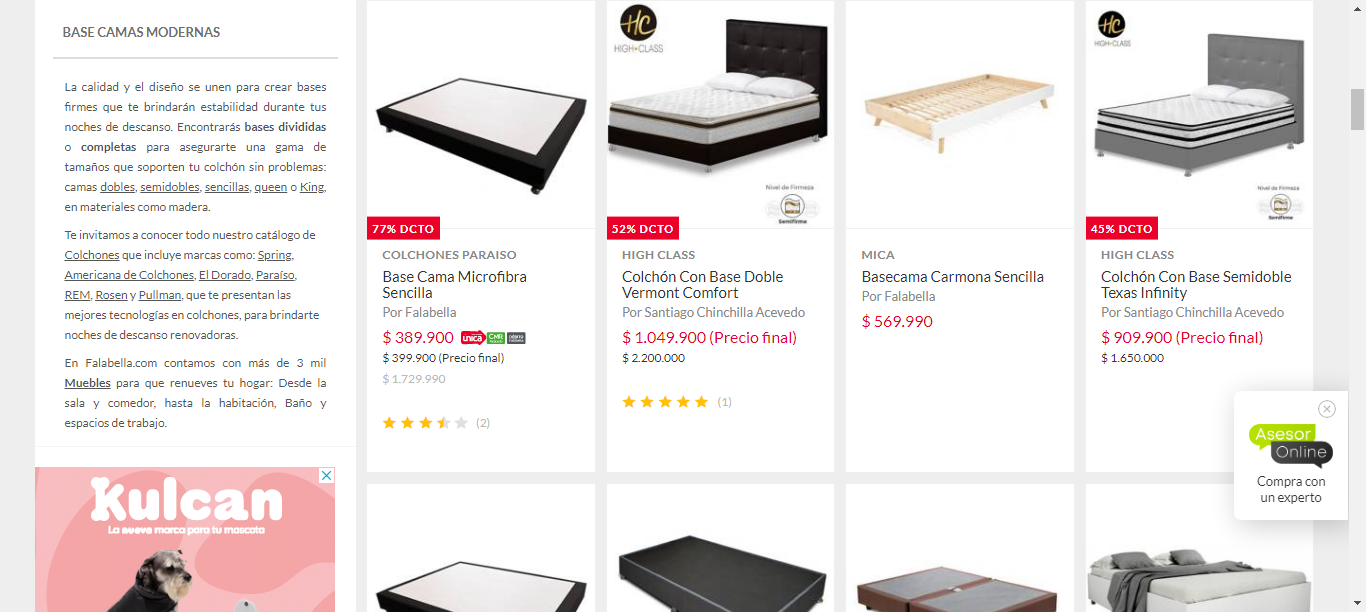 BASE CAMAS MODERNAS
La calidad y el diseño se unen para crear bases
firmes que te brindarán estabilidad durante tus
noches de descanso. Encontrarás bases divididas
o completas para asegurarte una gama de
tamaños que soporten tu colchón sin problemas:
camas dobles, semidobles, sencillas, queen o King,
en materiales como madera.
Te invitamos a conocer todo nuestro catálogo de
Colchones que incluye marcas como: Spring,
Americana de Colchones, El Dorado, Paraíso,
REM, Rosen y Pullman, que te presentan las
mejores tecnologías en colchones, para brindarte
noches de descanso renovadoras.
En Falabella.com contamos con más de 3 mil
Muebles para que renueves tu hogar: Desde la
sala y comedor, hasta la habitación, Baño y
espacios de trabajo.
Kulcan
La nueva marca para tu mascota
77% DCTO
COLCHONES PARAISO
Base Cama Microfibra
Sencilla
Por Falabella
$ 389.900 única CMR
$ 399.900 (Precio final)
$ 1.729.990
(2)
HC
HIGH CLASS
Nivel de Firmeza
Semifirme
52% DCTO
HIGH CLASS
Colchón Con Base Doble
Vermont Comfort
Por Santiago Chinchilla Acevedo
$ 1.049.900 (Precio final)
$ 2.200.000
(1)
MICA
Basecama Carmona Sencilla
Por Falabella
$ 569.990
HC
HIGH CLASS
Nivel de Firmeza
Semifirme
45% DCTO
HIGH CLASS
Colchón Con Base Semidoble
Texas Infinity
Por Santiago Chinchilla Acevedo
$ 909.900 (Precio final)
$ 1.650.000
Asesor
Online
Compra con
un experto